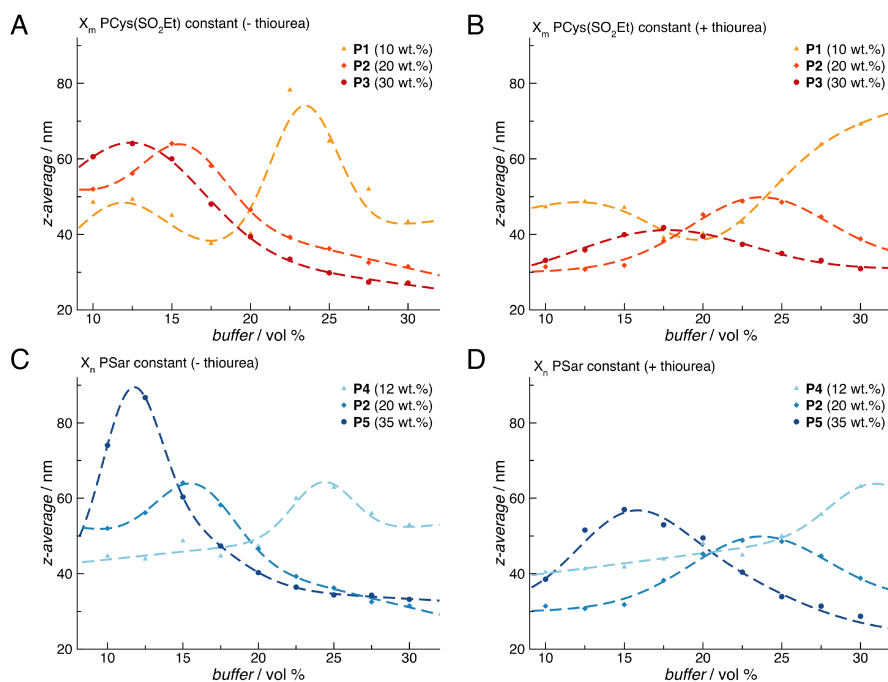 A
X_m PCys(SO_2Et) constant (- thiourea)
P1 (10 wt.%)
P2 (20 wt.%)
P3 (30 wt.%)
80
60
40
20
z-average / nm
10 15 20 25 30
buffer / vol %
B
X_m PCys(SO_2Et) constant (+ thiourea)
P1 (10 wt.%)
P2 (20 wt.%)
P3 (30 wt.%)
80
60
40
20
z-average / nm
10 15 20 25 30
buffer / vol %
C
X_n PSar constant (- thiourea)
P4 (12 wt.%)
P2 (20 wt.%)
P5 (35 wt.%)
80
60
40
20
z-average / nm
10 15 20 25 30
buffer / vol %
D
X_n PSar constant (+ thiourea)
P4 (12 wt.%)
P2 (20 wt.%)
P5 (35 wt.%)
80
60
40
20
z-average / nm
10 15 20 25 30
buffer / vol %